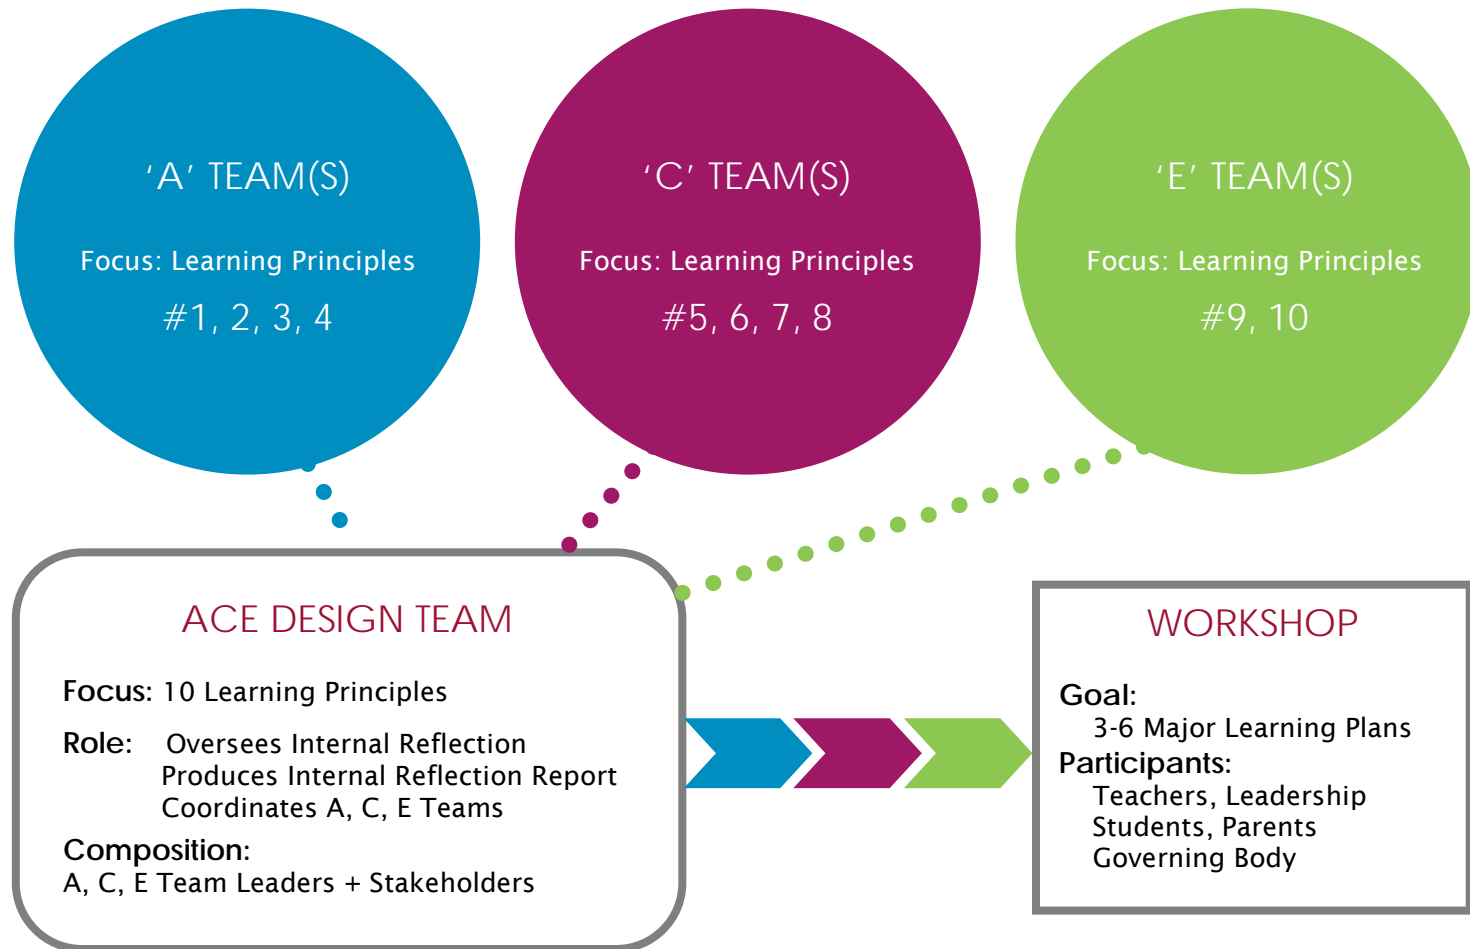 ‘A’ TEAM(S)
Focus: Learning Principles
#1, 2, 3, 4
‘C’ TEAM(S)
Focus: Learning Principles
#5, 6, 7, 8
‘E’ TEAM(S)
Focus: Learning Principles
#9, 10
ACE DESIGN TEAM
Focus: 10 Learning Principles
Role: Oversees Internal Reflection
Produces Internal Reflection Report
Coordinates A, C, E Teams
Composition:
A, C, E Team Leaders + Stakeholders
WORKSHOP
Goal:
3-6 Major Learning Plans
Participants:
Teachers, Leadership
Students, Parents
Governing Body